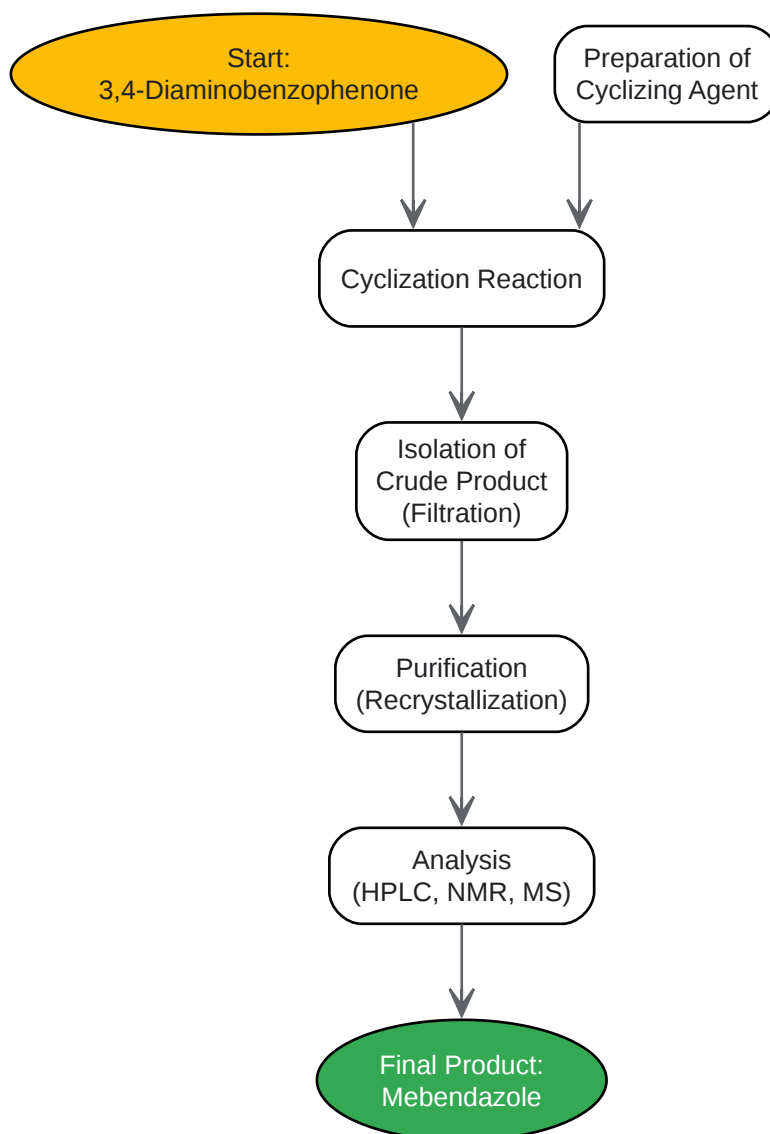 Start:
3,4-Diaminobenzophenone
Preparation of
Cyclizing Agent
Cyclization Reaction
Isolation of
Crude Product
(Filtration)
Purification
(Recrystallization)
Analysis
(HPLC, NMR, MS)
Final Product:
Mebendazole